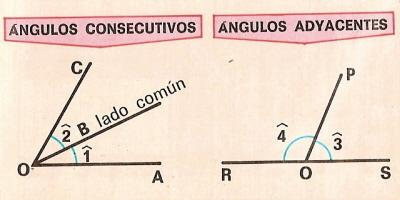 ÁNGULOS CONSECUTIVOS
C
B lado común
2̂
1̂
O
A
ÁNGULOS ADYACENTES
P
4̂
3̂
R
O
S